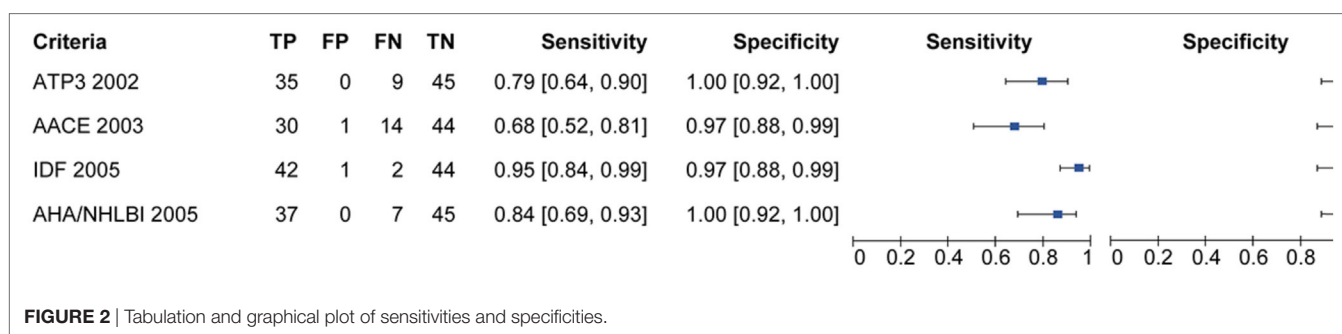 Criteria TP FP FN TN Sensitivity Specificity Sensitivity Specificity
ATP3 2002 35 0 9 45 0.79 [0.64, 0.90] 1.00 [0.92, 1.00]
AACE 2003 30 1 14 44 0.68 [0.52, 0.81] 0.97 [0.88, 0.99]
IDF 2005 42 1 2 44 0.95 [0.84, 0.99] 0.97 [0.88, 0.99]
AHA/NHLBI 2005 37 0 7 45 0.84 [0.69, 0.93] 1.00 [0.92, 1.00]
0 0.2 0.4 0.6 0.8 1 0 0.2 0.4 0.6 0.8
FIGURE 2 | Tabulation and graphical plot of sensitivities and specificities.